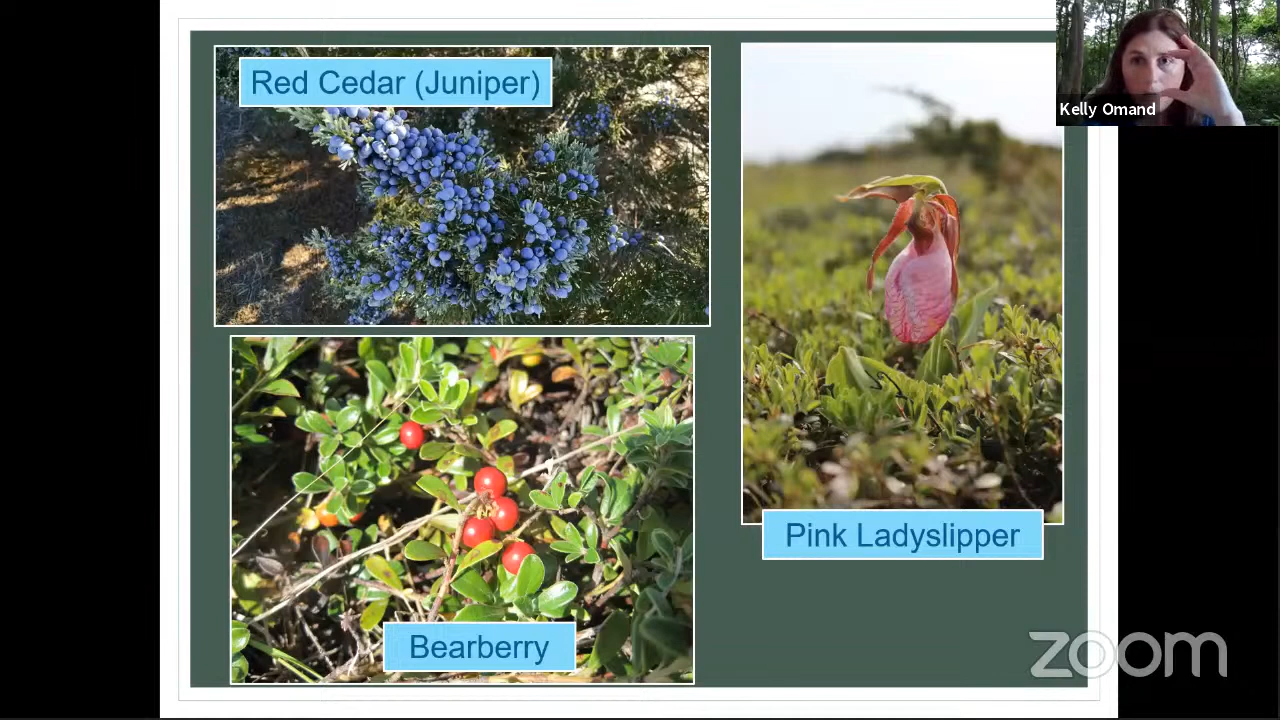 Red Cedar (Juniper)
Kelly Omand
Pink Ladyslipper
Bearberry
zoom